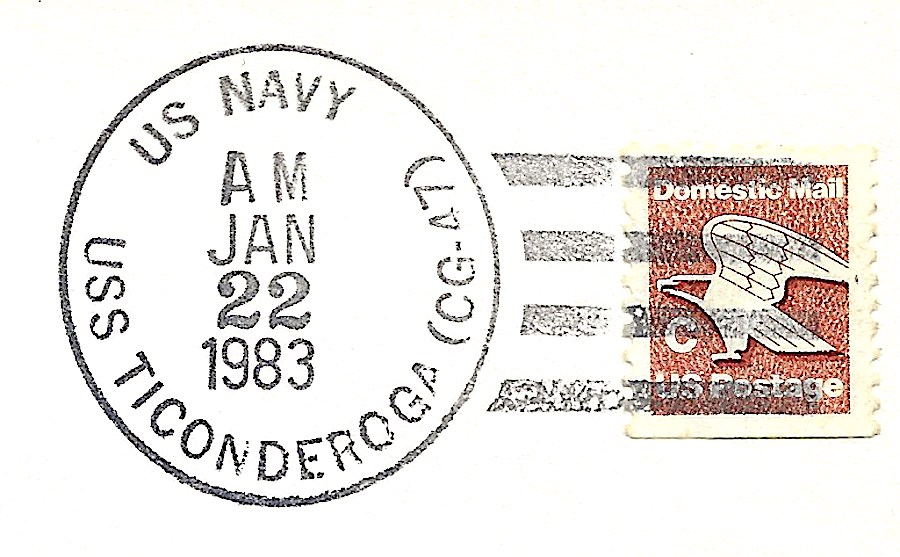 US NAVY
AM
JAN
22
1983
USS TICONDEROGA (CG-47)
Domestic Mail
C
US Postage